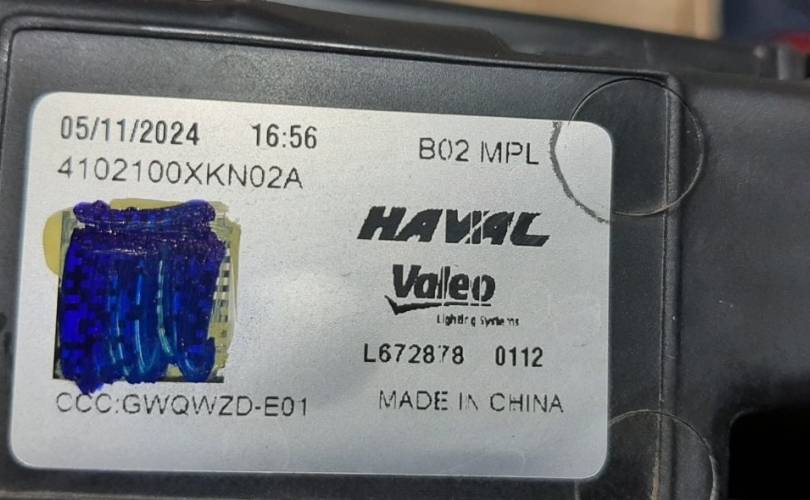 05/11/2024 16:56
B02 MPL
4102100XKN02A
HAVAL
Valeo
Lighting Systems
L672878 0112
CCC:GWQWZD-E01
MADE IN CHINA